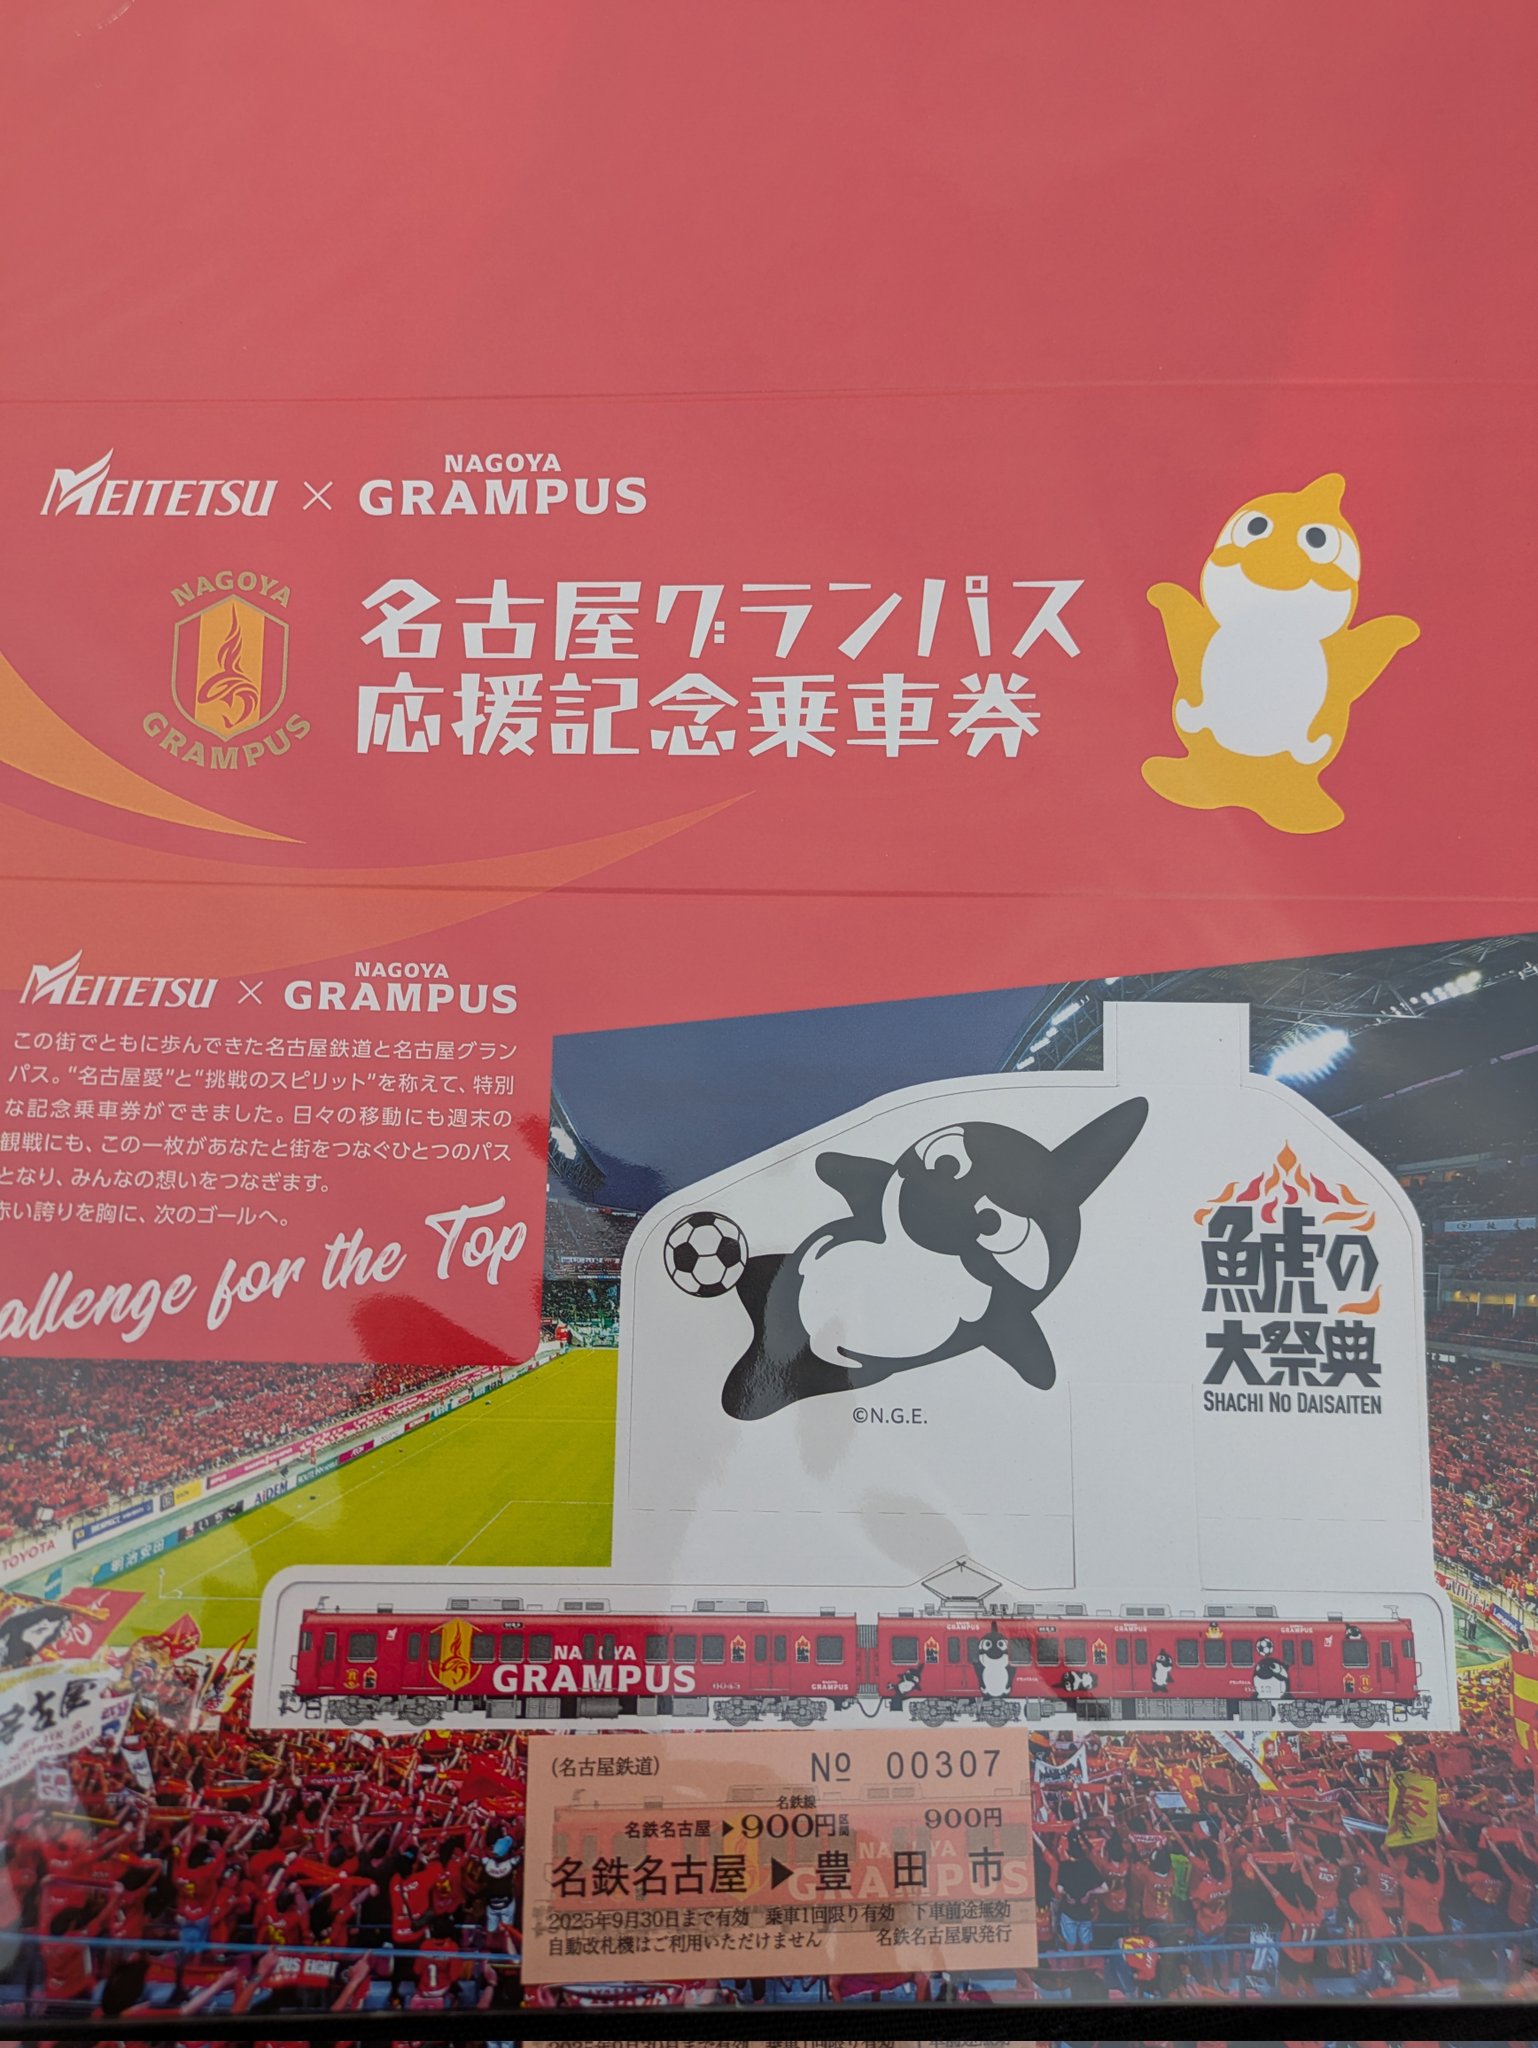 MEITETSU × NAGOYA GRAMPUS
NAGOYA
GRAMPUS
名古屋グランパス
応援記念乗車券
MEITETSU × NAGOYA GRAMPUS
この街でともに歩んできた名古屋鉄道と名古屋グラン
パス。“名古屋愛”と“挑戦のスピリット”を称えて、特別
な記念乗車券ができました。日々の移動にも週末の
観戦にも、この一枚があなたと街をつなぐひとつのパス
となり、みんなの想いをつなぎます。
赤い誇りを胸に、次のゴールへ。
allenge for the Top
©N.G.E.
鯱の
大祭典
SHACHI NO DAISAITEN
TOYOTA
AiDEM
名古屋
NAGOYA
GRAMPUS
6045
GRAMPUS
GRAMPUS
GRAMPUS
GRAMPUS
PUS EIGHT
(名古屋鉄道)
№ 00307
名鉄線
名鉄名古屋 ▶ 900円区間 900円
名鉄名古屋 ▶ 豊田市
2025年9月30日まで有効 乗車1回限り有効 下車前途無効
自動改札機はご利用いただけません 名鉄名古屋駅発行